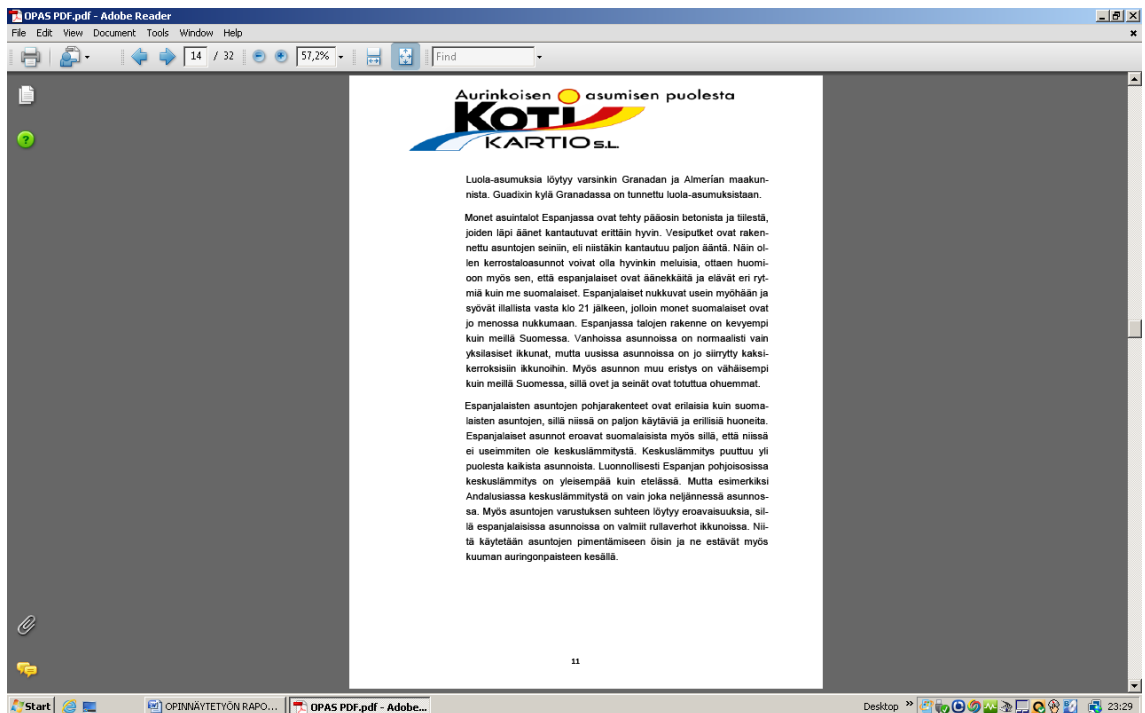 OPAS PDF.pdf - Adobe Reader
File Edit View Document Tools Window Help
14 / 32 57,2% Find
Aurinkoisen asumisen puolesta
KOTI
KARTIO S.L.
Luola-asumuksia löytyy varsinkin Granadan ja Almerían maakun-
nista. Guadixin kylä Granadassa on tunnettu luola-asumuksistaan.
Monet asuintalot Espanjassa ovat tehty pääosin betonista ja tiilestä,
joiden läpi äänet kantautuvat erittäin hyvin. Vesiputket ovat raken-
nettu asuntojen seiniin, eli niistäkin kantautuu paljon ääntä. Näin ol-
len kerrostaloasunnot voivat olla hyvinkin meluisia, ottaen huomi-
oon myös sen, että espanjalaiset ovat äänekkäitä ja elävät eri ryt-
miä kuin me suomalaiset. Espanjalaiset nukkuvat usein myöhään ja
syövät illallista vasta klo 21 jälkeen, jolloin monet suomalaiset ovat
jo menossa nukkumaan. Espanjassa talojen rakenne on kevyempi
kuin meillä Suomessa. Vanhoissa asunnoissa on normaalisti vain
yksilasiset ikkunat, mutta uusissa asunnoissa on jo siirrytty kaksi-
kerroksisiin ikkunoihin. Myös asunnon muu eristys on vähäisempi
kuin meillä Suomessa, sillä ovet ja seinät ovat totuttua ohuemmat.
Espanjalaisten asuntojen pohjarakenteet ovat erilaisia kuin suoma-
laisten asuntojen, sillä niissä on paljon käytäviä ja erillisiä huoneita.
Espanjalaiset asunnot eroavat suomalaisista myös sillä, että niissä
ei useimmiten ole keskuslämmitystä. Keskuslämmitys puuttuu yli
puolesta kaikista asunnoista. Luonnollisesti Espanjan pohjoisosissa
keskuslämmitys on yleisempää kuin etelässä. Mutta esimerkiksi
Andalusiassa keskuslämmitystä on vain joka neljännessä asunnos-
sa. Myös asuntojen varustuksen suhteen löytyy eroavaisuuksia, sil-
lä espanjalaisissa asunnoissa on valmiit rullaverhot ikkunoissa. Nii-
tä käytetään asuntojen pimentämiseen öisin ja ne estävät myös
kuuman auringonpaisteen kesällä.
11
Start OPINNÄYTETYÖN RAPO... OPAS PDF.pdf - Adobe... Desktop » 23:29